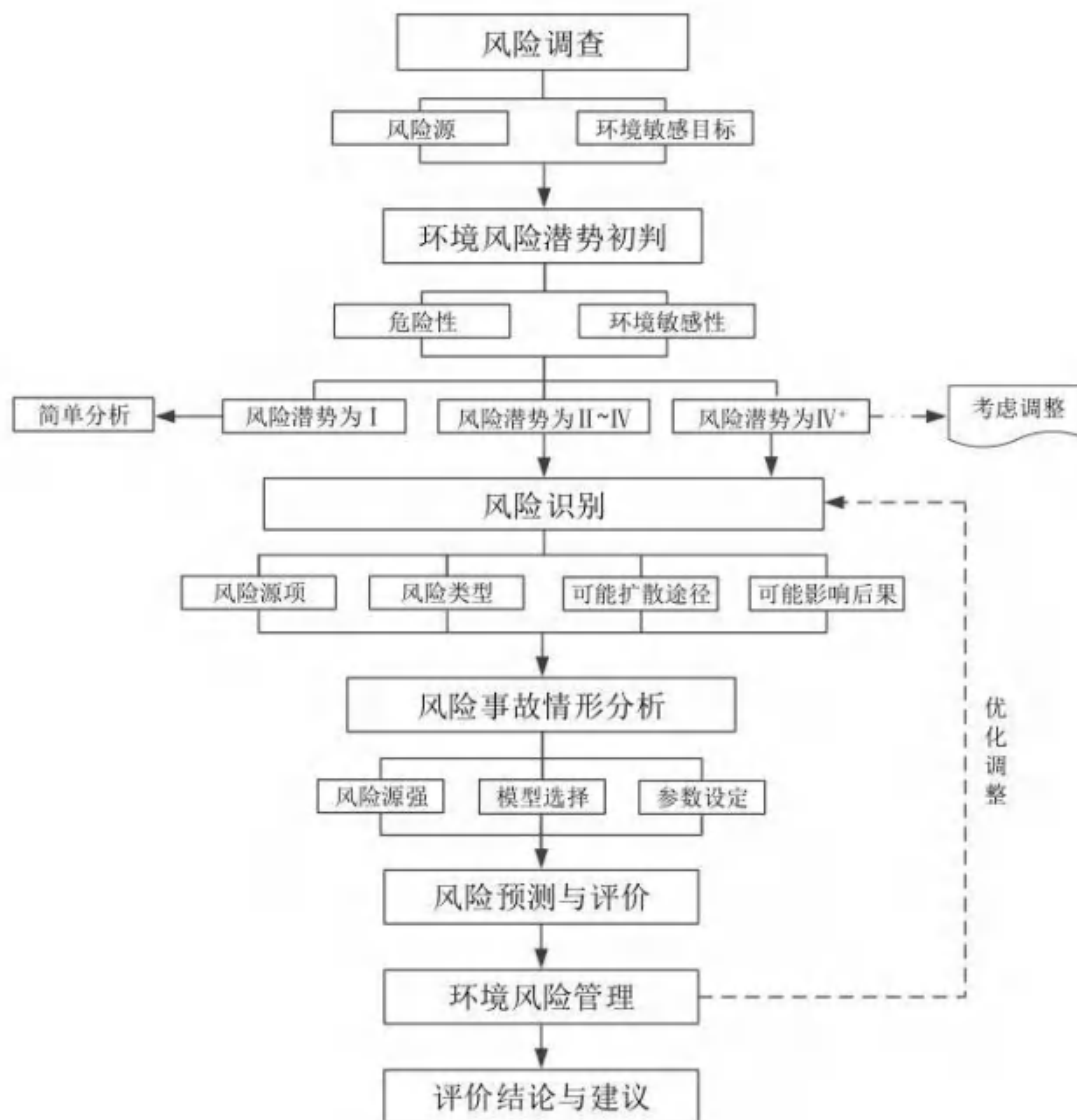 风险调查
风险源
环境敏感目标
环境风险潜势初判
危险性
环境敏感性
简单分析
风险潜势为Ⅰ
风险潜势为Ⅱ~Ⅳ
风险潜势为Ⅳ⁺
考虑调整
风险识别
风险源项
风险类型
可能扩散途径
可能影响后果
风险事故情形分析
风险源强
模型选择
参数设定
优化调整
风险预测与评价
环境风险管理
评价结论与建议